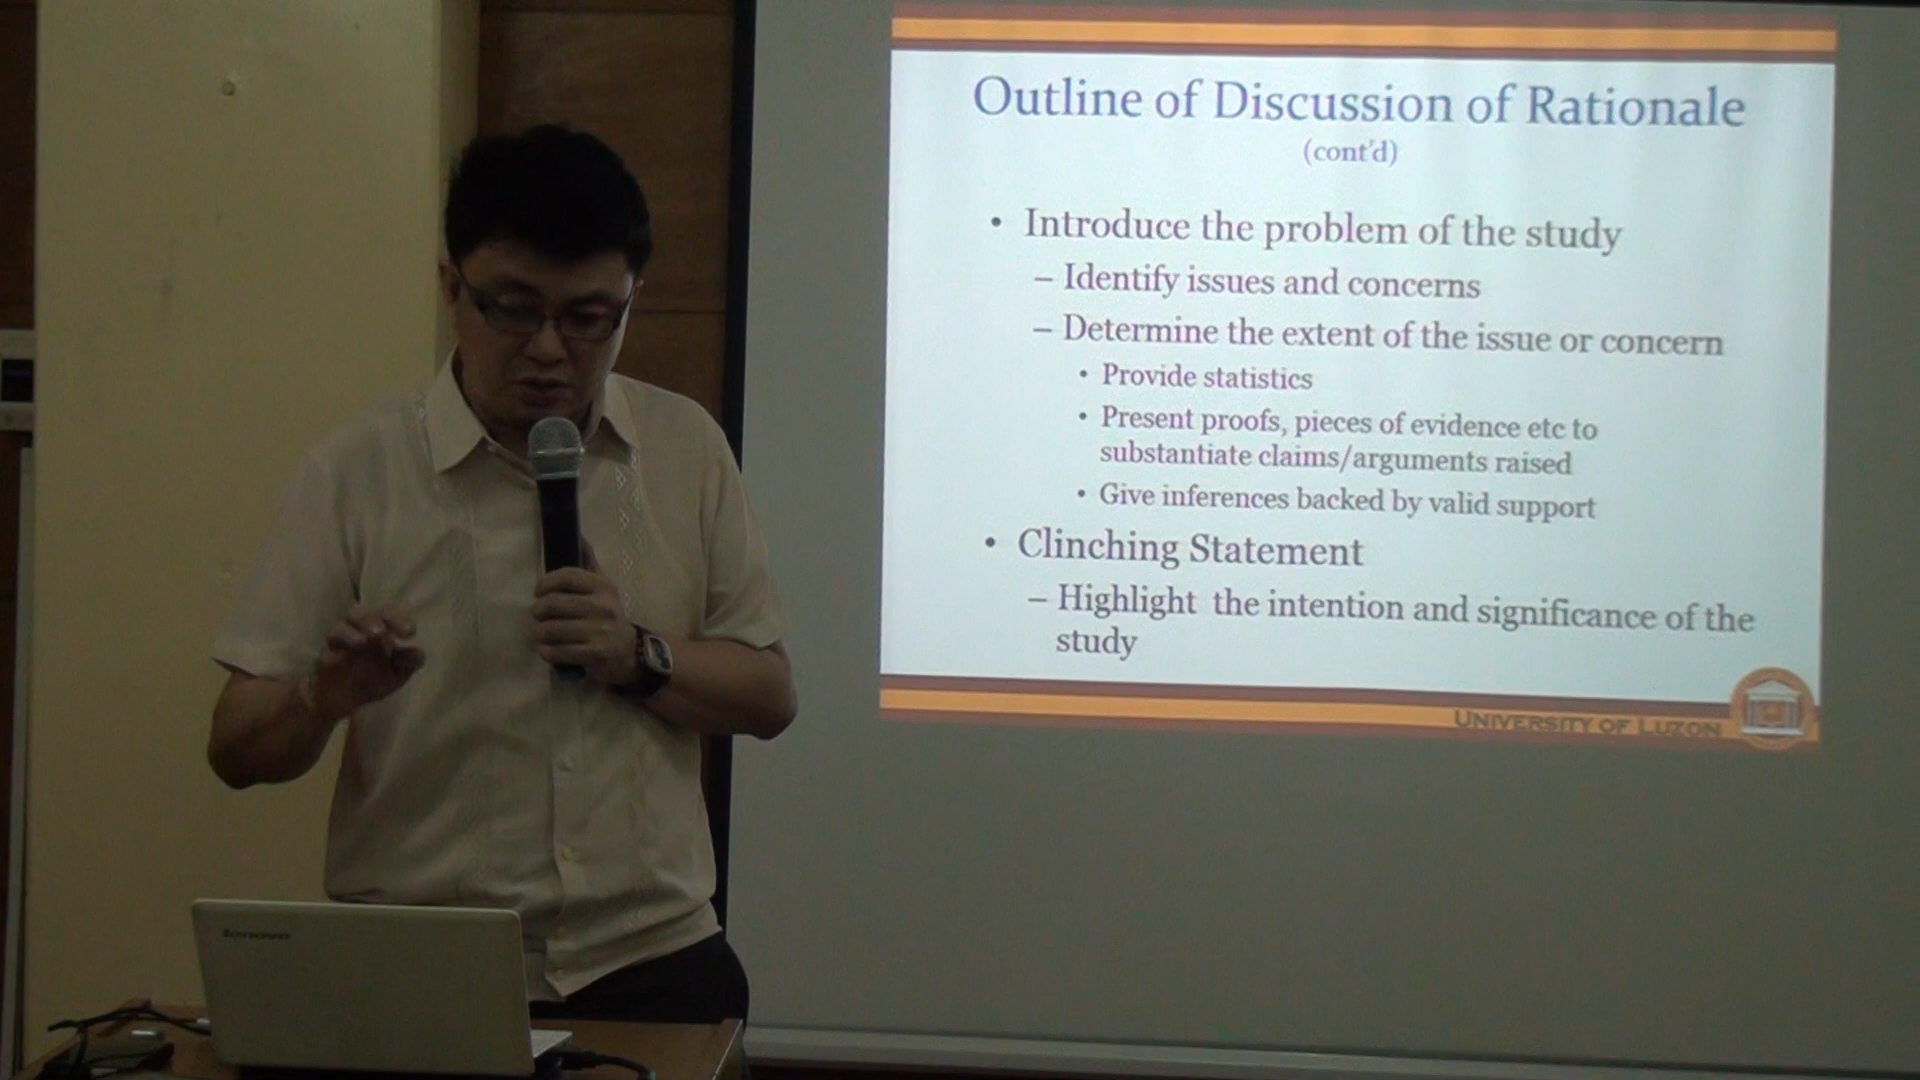 Outline of Discussion of Rationale
(cont'd)
• Introduce the problem of the study
– Identify issues and concerns
– Determine the extent of the issue or concern
• Provide statistics
• Present proofs, pieces of evidence etc to
substantiate claims/arguments raised
• Give inferences backed by valid support
• Clinching Statement
– Highlight the intention and significance of the
study
UNIVERSITY OF LUZON
lenovo